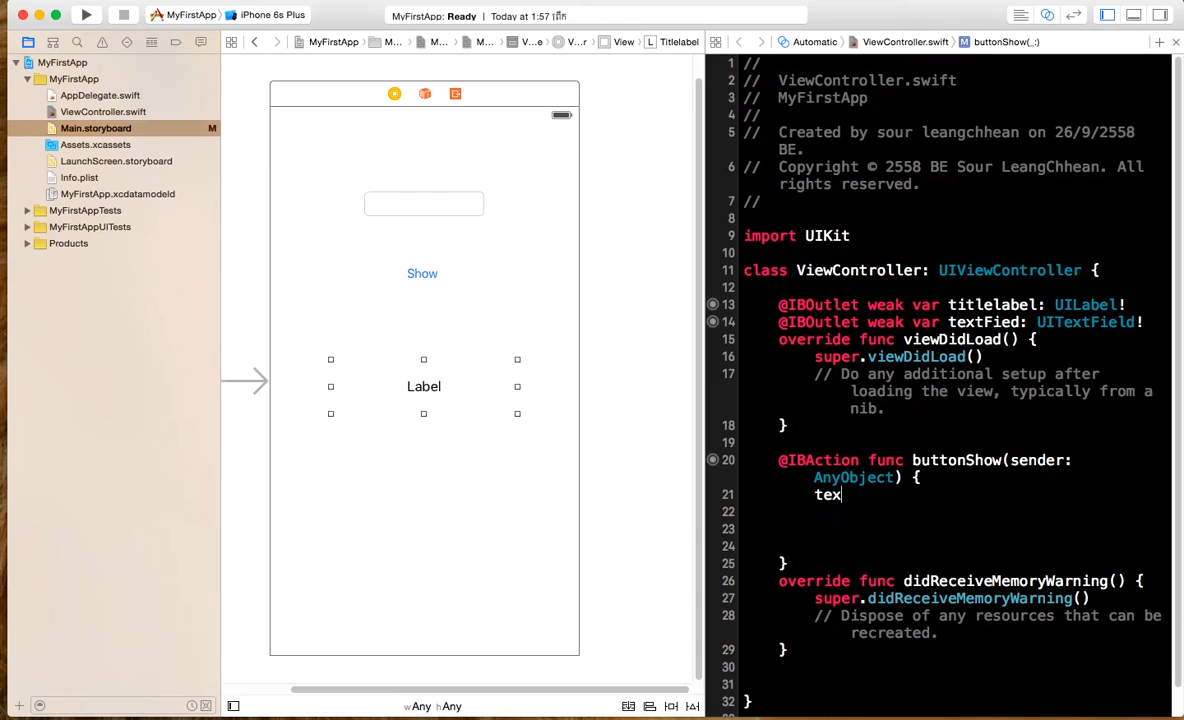 MyFirstApp iPhone 6s Plus
MyFirstApp: Ready Today at 1:57 ព្រឹក
MyFirstApp M... M... M... V...e V...r View L Titlelabel
Automatic ViewController.swift M buttonShow(_:)
MyFirstApp
MyFirstApp
AppDelegate.swift
ViewController.swift
Main.storyboard M
Assets.xcassets
LaunchScreen.storyboard
Info.plist
MyFirstApp.xcdatamodeld
MyFirstAppTests
MyFirstAppUITests
Products
Show
Label
wAny hAny
1 //
2 // ViewController.swift
3 // MyFirstApp
4 //
5 // Created by sour leangchhean on 26/9/2558
BE.
6 // Copyright © 2558 BE Sour LeangChhean. All
rights reserved.
7 //
8
9 import UIKit
10
11 class ViewController: UIViewController {
12
13 @IBOutlet weak var titlelabel: UILabel!
14 @IBOutlet weak var textFied: UITextField!
15 override func viewDidLoad() {
16 super.viewDidLoad()
17 // Do any additional setup after
loading the view, typically from a
nib.
18 }
19
20 @IBAction func buttonShow(sender:
AnyObject) {
21 tex
22
23
24
25 }
26 override func didReceiveMemoryWarning() {
27 super.didReceiveMemoryWarning()
28 // Dispose of any resources that can be
recreated.
29 }
30
31
32 }